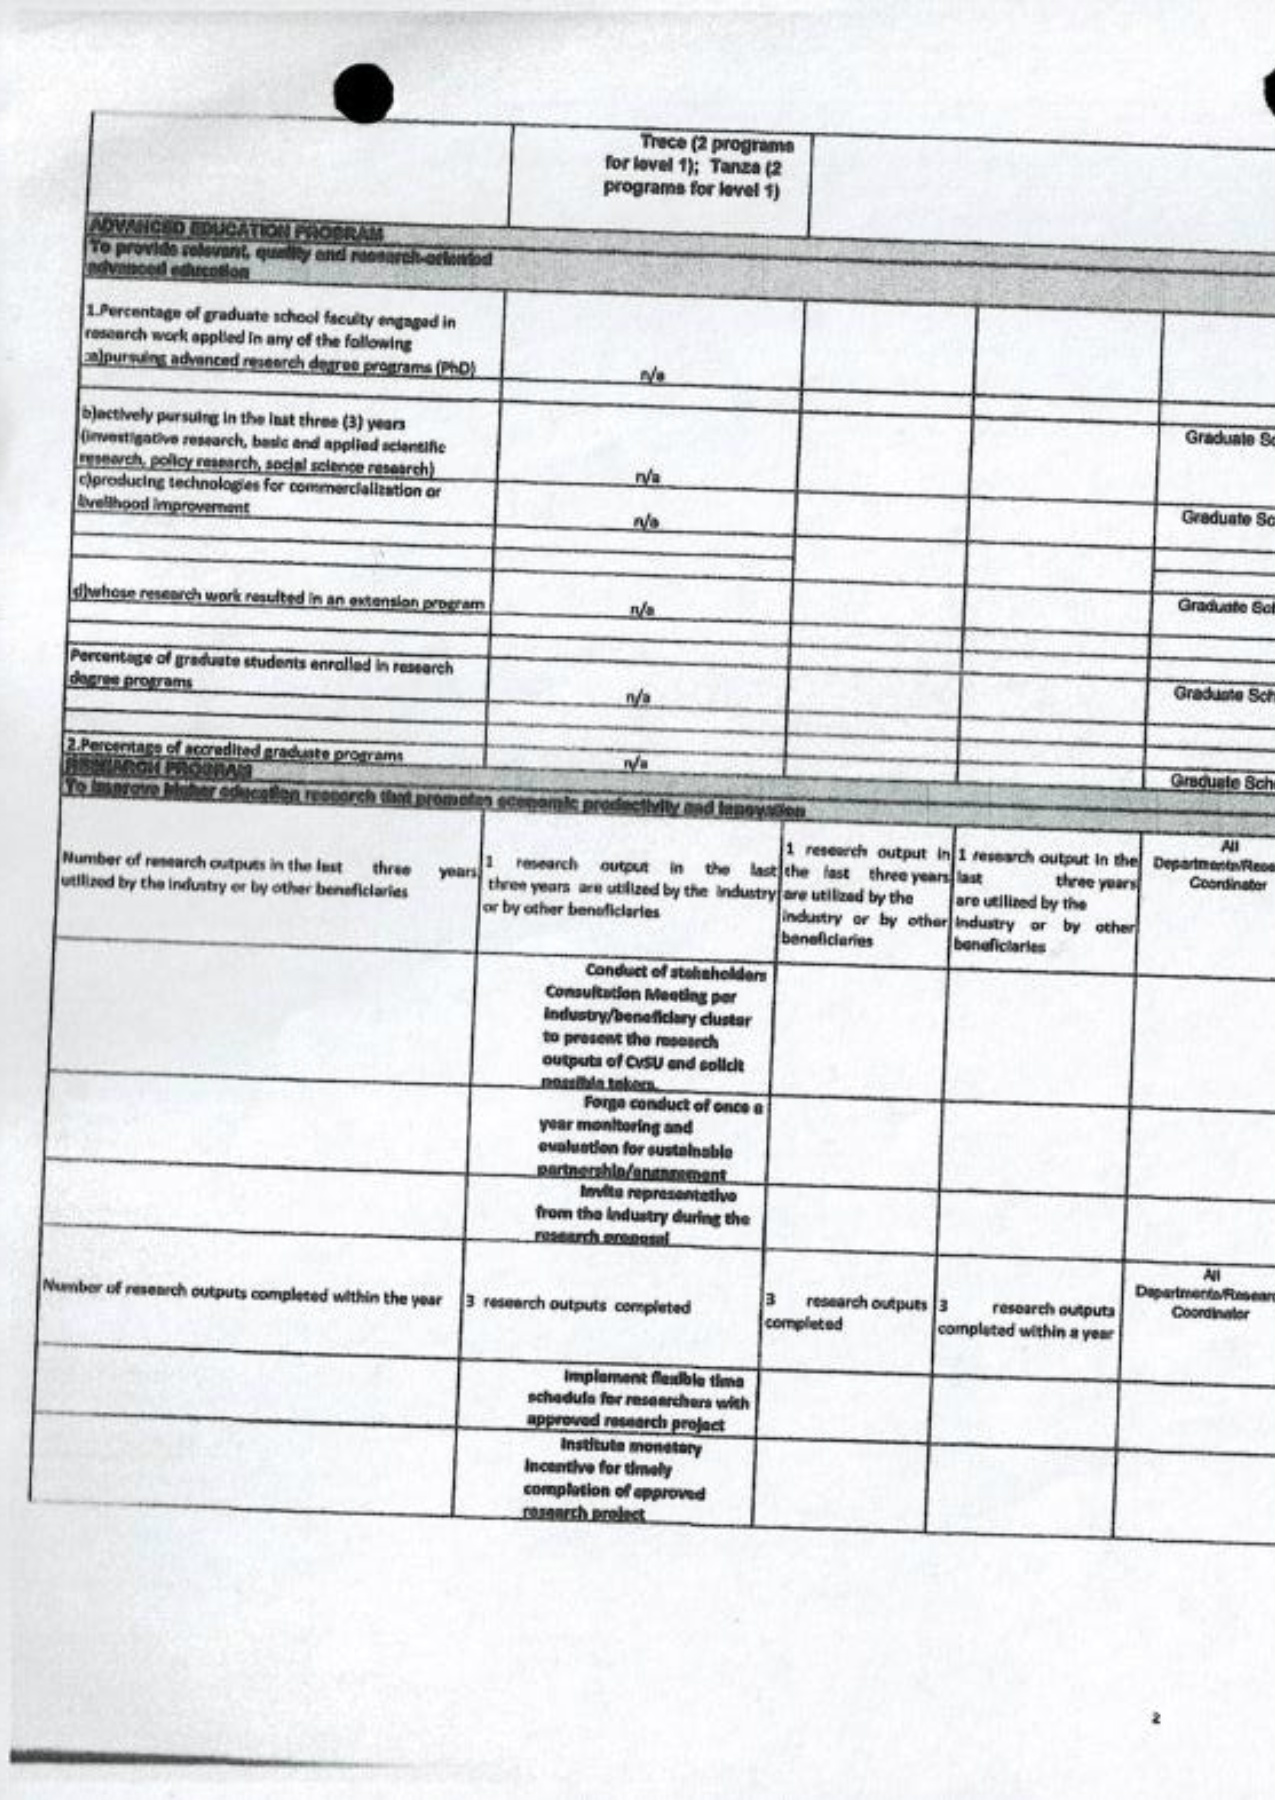 Trece (2 programs
for level 1); Tanza (2
programs for level 1)
ADVANCED EDUCATION PROGRAM
To provide relevant, quality and research-oriented
advanced education
1.Percentage of graduate school faculty engaged in
research work applied in any of the following
:a)pursuing advanced research degree programs (PhD)
n/a
b)actively pursuing in the last three (3) years
(investigative research, basic and applied scientific
research, policy research, social science research)
n/a
Graduate Sc
c)producing technologies for commercialization or
livelihood improvement
n/a
Graduate Sc
d)whose research work resulted in an extension program
n/a
Graduate Sc
Percentage of graduate students enrolled in research
degree programs
n/a
Graduate Sch
2.Percentage of accredited graduate programs
n/a
Graduate Sch
RESEARCH PROGRAM
To improve higher education research that promotes economic productivity and innovation
Number of research outputs in the last three years
utilized by the industry or by other beneficiaries
1 research output in the last
three years are utilized by the industry
or by other beneficiaries
1 research output in
the last three years
are utilized by the
industry or by other
beneficiaries
1 research output in the
last three years
are utilized by the
industry or by other
beneficiaries
All
Departments/Rese
Coordinator
Conduct of stakeholders
Consultation Meeting per
industry/beneficiary cluster
to present the research
outputs of CvSU and solicit
possible takers.
Forge conduct of once a
year monitoring and
evaluation for sustainable
partnership/engagement
Invite representative
from the industry during the
research proposal
Number of research outputs completed within the year
3 research outputs completed
3 research outputs
completed
3 research outputs
completed within a year
All
Departments/Resear
Coordinator
Implement flexible time
schedule for researchers with
approved research project
Institute monetary
incentive for timely
completion of approved
research project
2